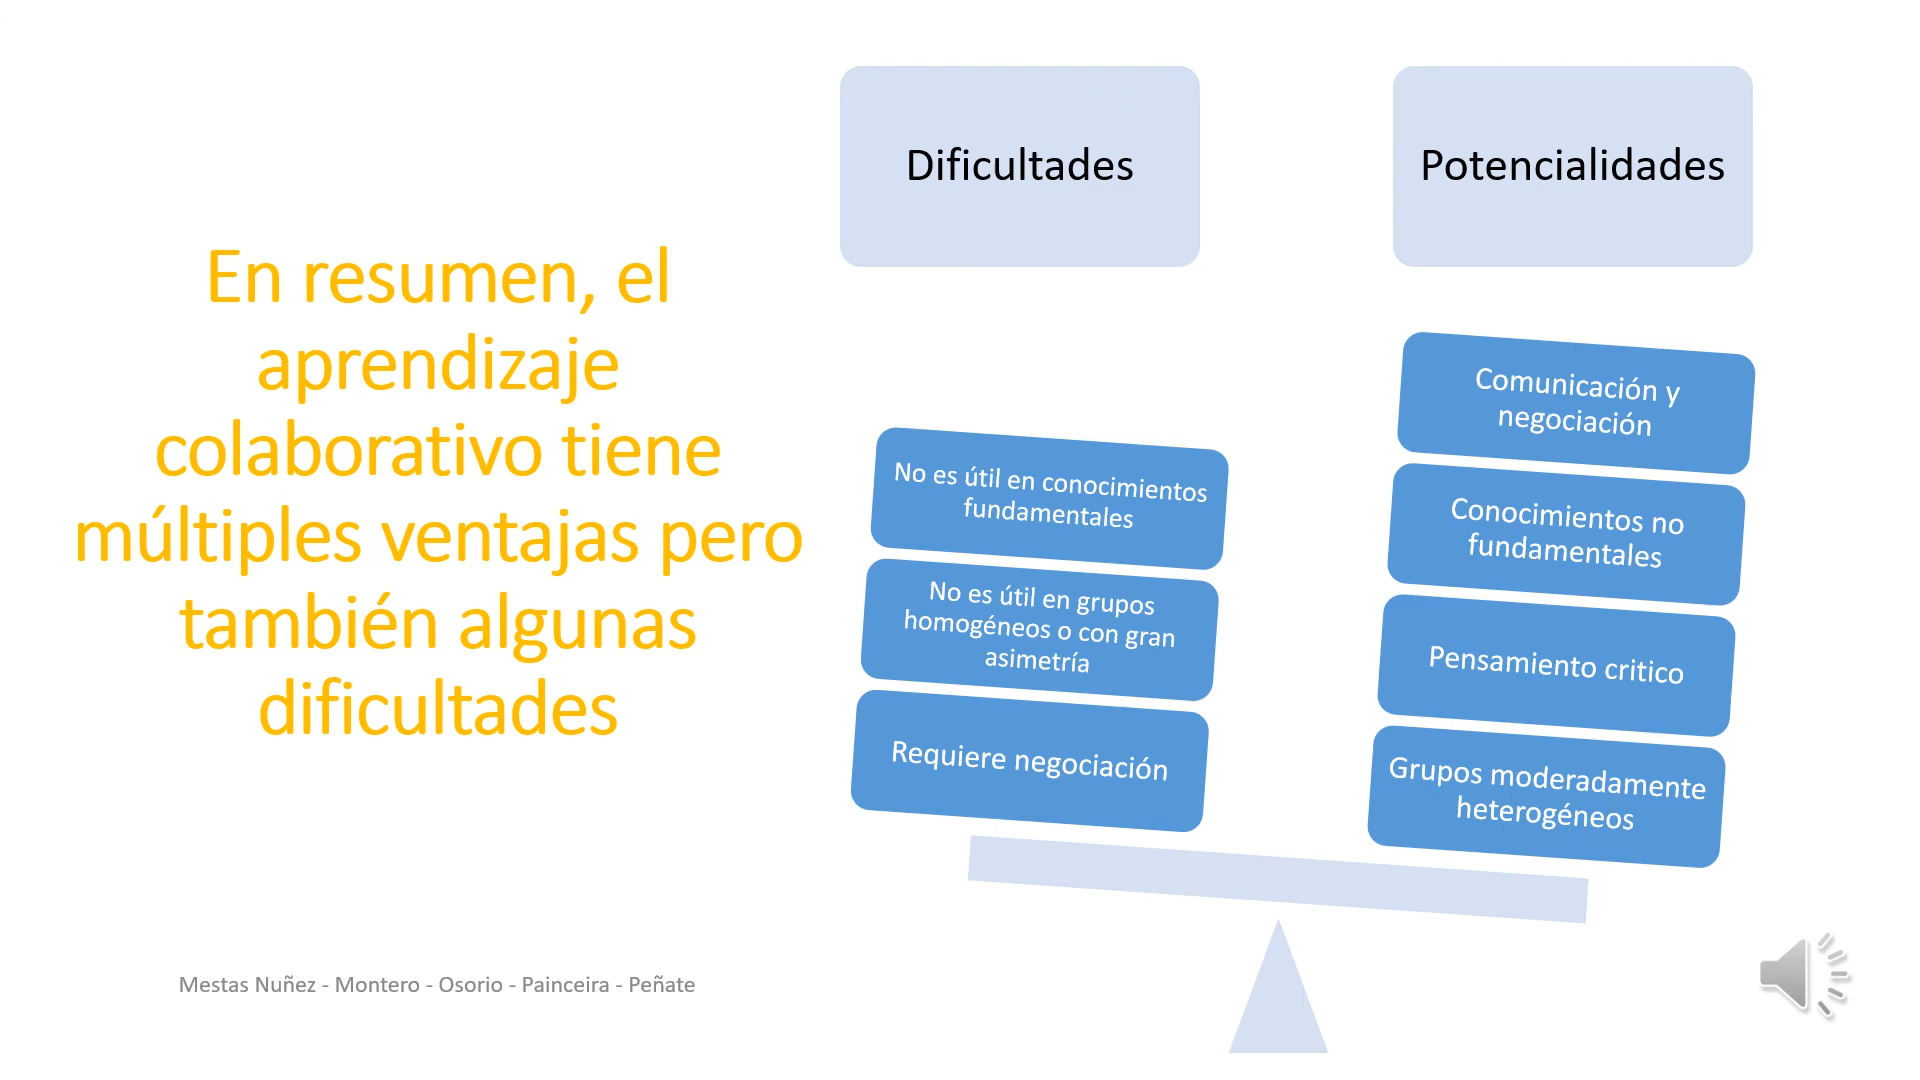 En resumen, el
aprendizaje
colaborativo tiene
múltiples ventajas pero
también algunas
dificultades
Mestas Nuñez - Montero - Osorio - Painceira - Peñate
Dificultades
No es útil en conocimientos
fundamentales
No es útil en grupos
homogéneos o con gran
asimetría
Requiere negociación
Potencialidades
Comunicación y
negociación
Conocimientos no
fundamentales
Pensamiento critico
Grupos moderadamente
heterogéneos